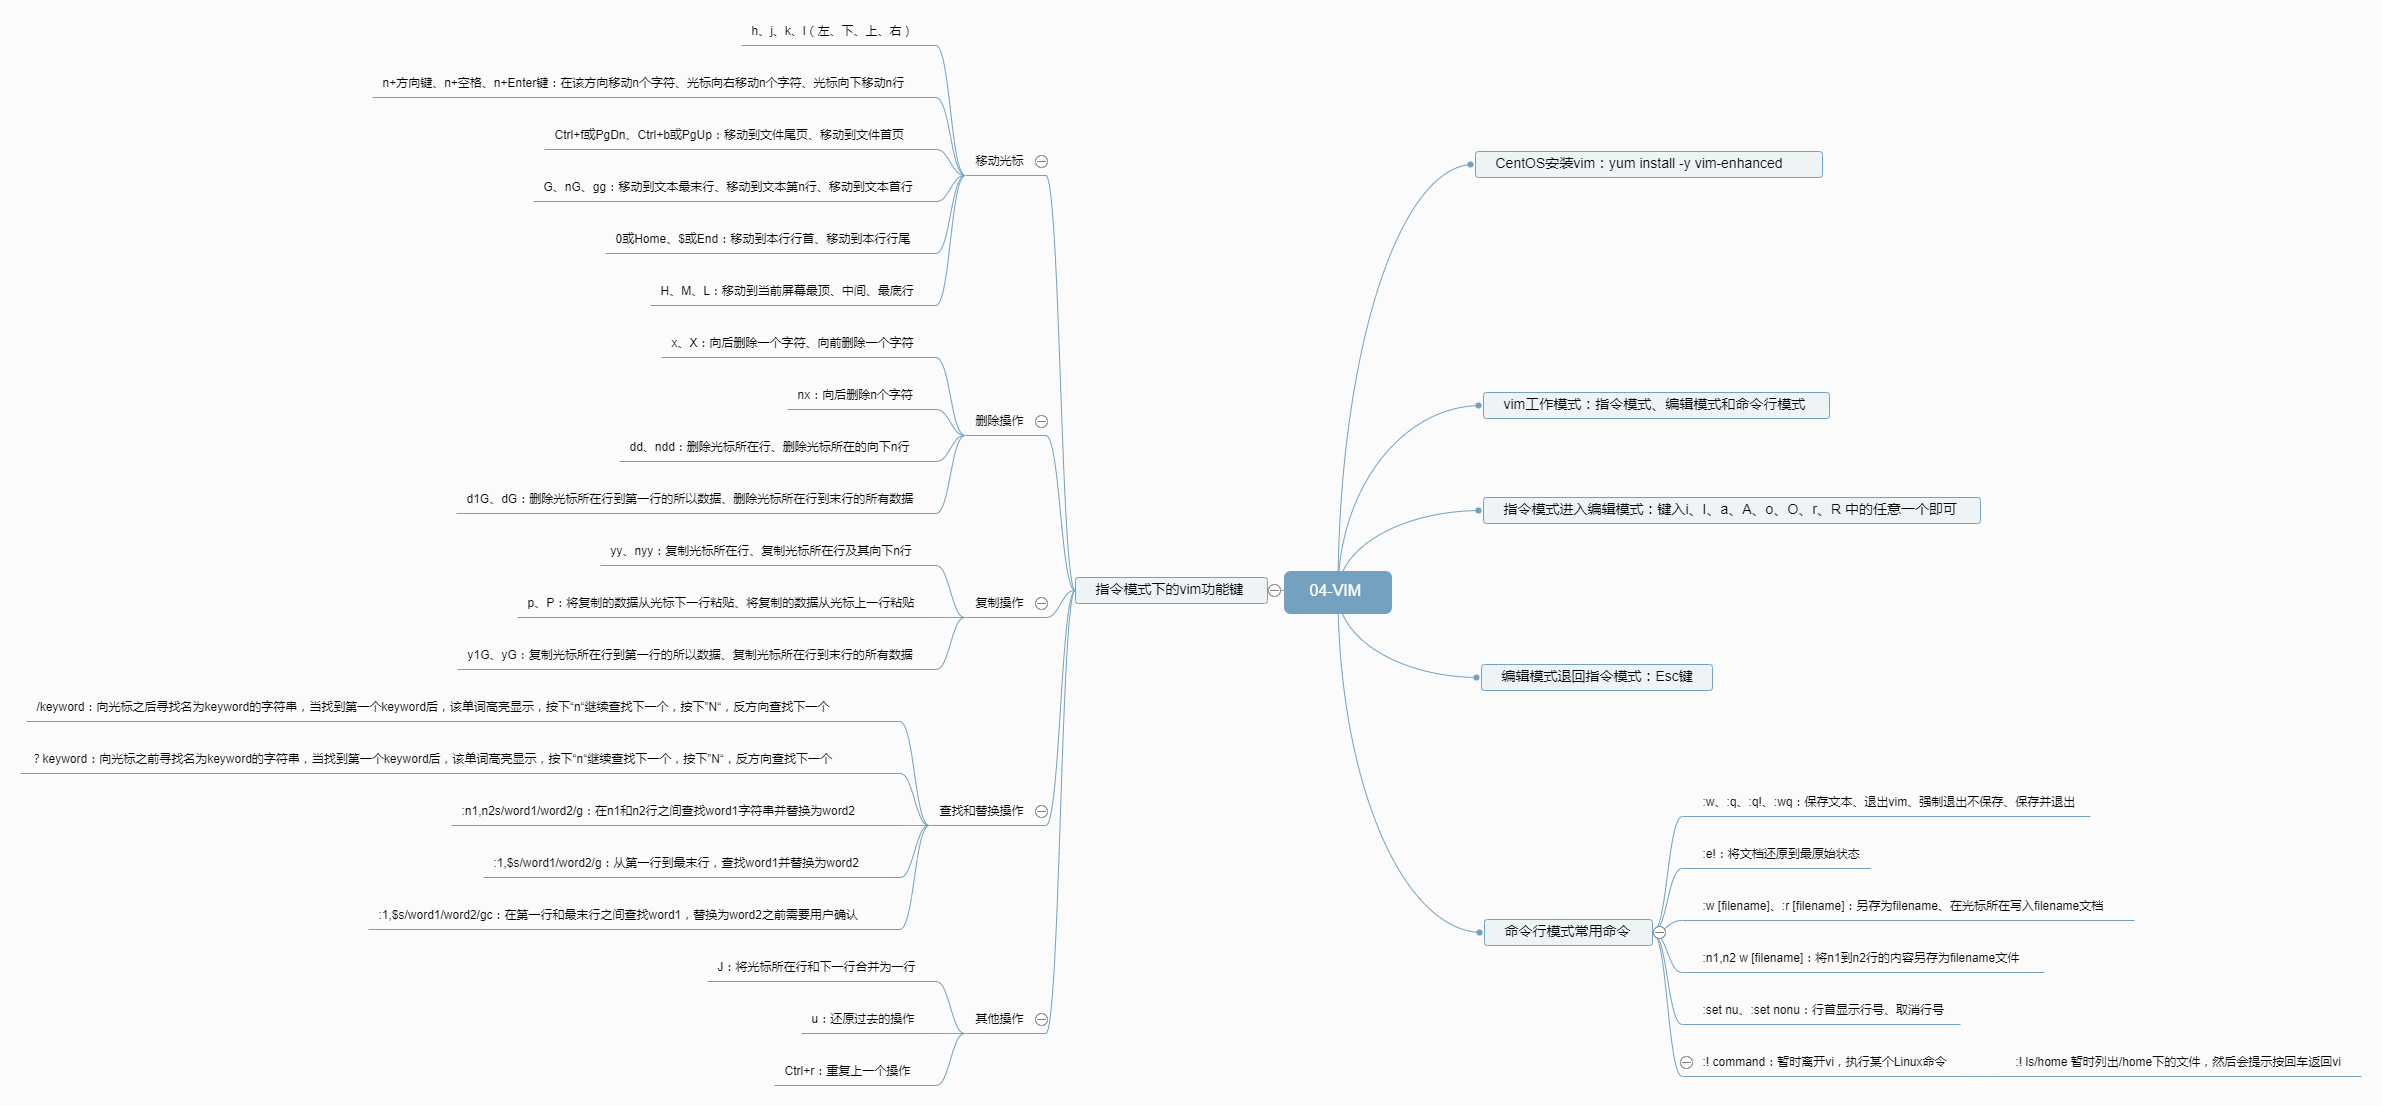 04-VIM
CentOS安装vim：yum install -y vim-enhanced
vim工作模式：指令模式、编辑模式和命令行模式
指令模式进入编辑模式：键入i、I、a、A、o、O、r、R 中的任意一个即可
编辑模式退回指令模式：Esc键
命令行模式常用命令
:w、:q、:q!、:wq：保存文本、退出vim、强制退出不保存、保存并退出
:e!：将文档还原到最原始状态
:w [filename]、:r [filename]：另存为filename、在光标所在写入filename文档
:n1,n2 w [filename]：将n1到n2行的内容另存为filename文件
:set nu、:set nonu：行首显示行号、取消行号
:! command：暂时离开vi，执行某个Linux命令
:! ls/home 暂时列出/home下的文件，然后会提示按回车返回vi
指令模式下的vim功能键
移动光标
h、j、k、l（左、下、上、右）
n+方向键、n+空格、n+Enter键：在该方向移动n个字符、光标向右移动n个字符、光标向下移动n行
Ctrl+f或PgDn、Ctrl+b或PgUp：移动到文件尾页、移动到文件首页
G、nG、gg：移动到文本最末行、移动到文本第n行、移动到文本首行
0或Home、$或End：移动到本行行首、移动到本行行尾
H、M、L：移动到当前屏幕最顶、中间、最底行
删除操作
x、X：向后删除一个字符、向前删除一个字符
nx：向后删除n个字符
dd、ndd：删除光标所在行、删除光标所在的向下n行
d1G、dG：删除光标所在行到第一行的所以数据、删除光标所在行到末行的所有数据
复制操作
yy、nyy：复制光标所在行、复制光标所在行及其向下n行
p、P：将复制的数据从光标下一行粘贴、将复制的数据从光标上一行粘贴
y1G、yG：复制光标所在行到第一行的所以数据、复制光标所在行到末行的所有数据
查找和替换操作
/keyword：向光标之后寻找名为keyword的字符串，当找到第一个keyword后，该单词高亮显示，按下“n“继续查找下一个，按下”N“，反方向查找下一个
？keyword：向光标之前寻找名为keyword的字符串，当找到第一个keyword后，该单词高亮显示，按下“n“继续查找下一个，按下”N“，反方向查找下一个
:n1,n2s/word1/word2/g：在n1和n2行之间查找word1字符串并替换为word2
:1,$s/word1/word2/g：从第一行到最末行，查找word1并替换为word2
:1,$s/word1/word2/gc：在第一行和最末行之间查找word1，替换为word2之前需要用户确认
其他操作
J：将光标所在行和下一行合并为一行
u：还原过去的操作
Ctrl+r：重复上一个操作